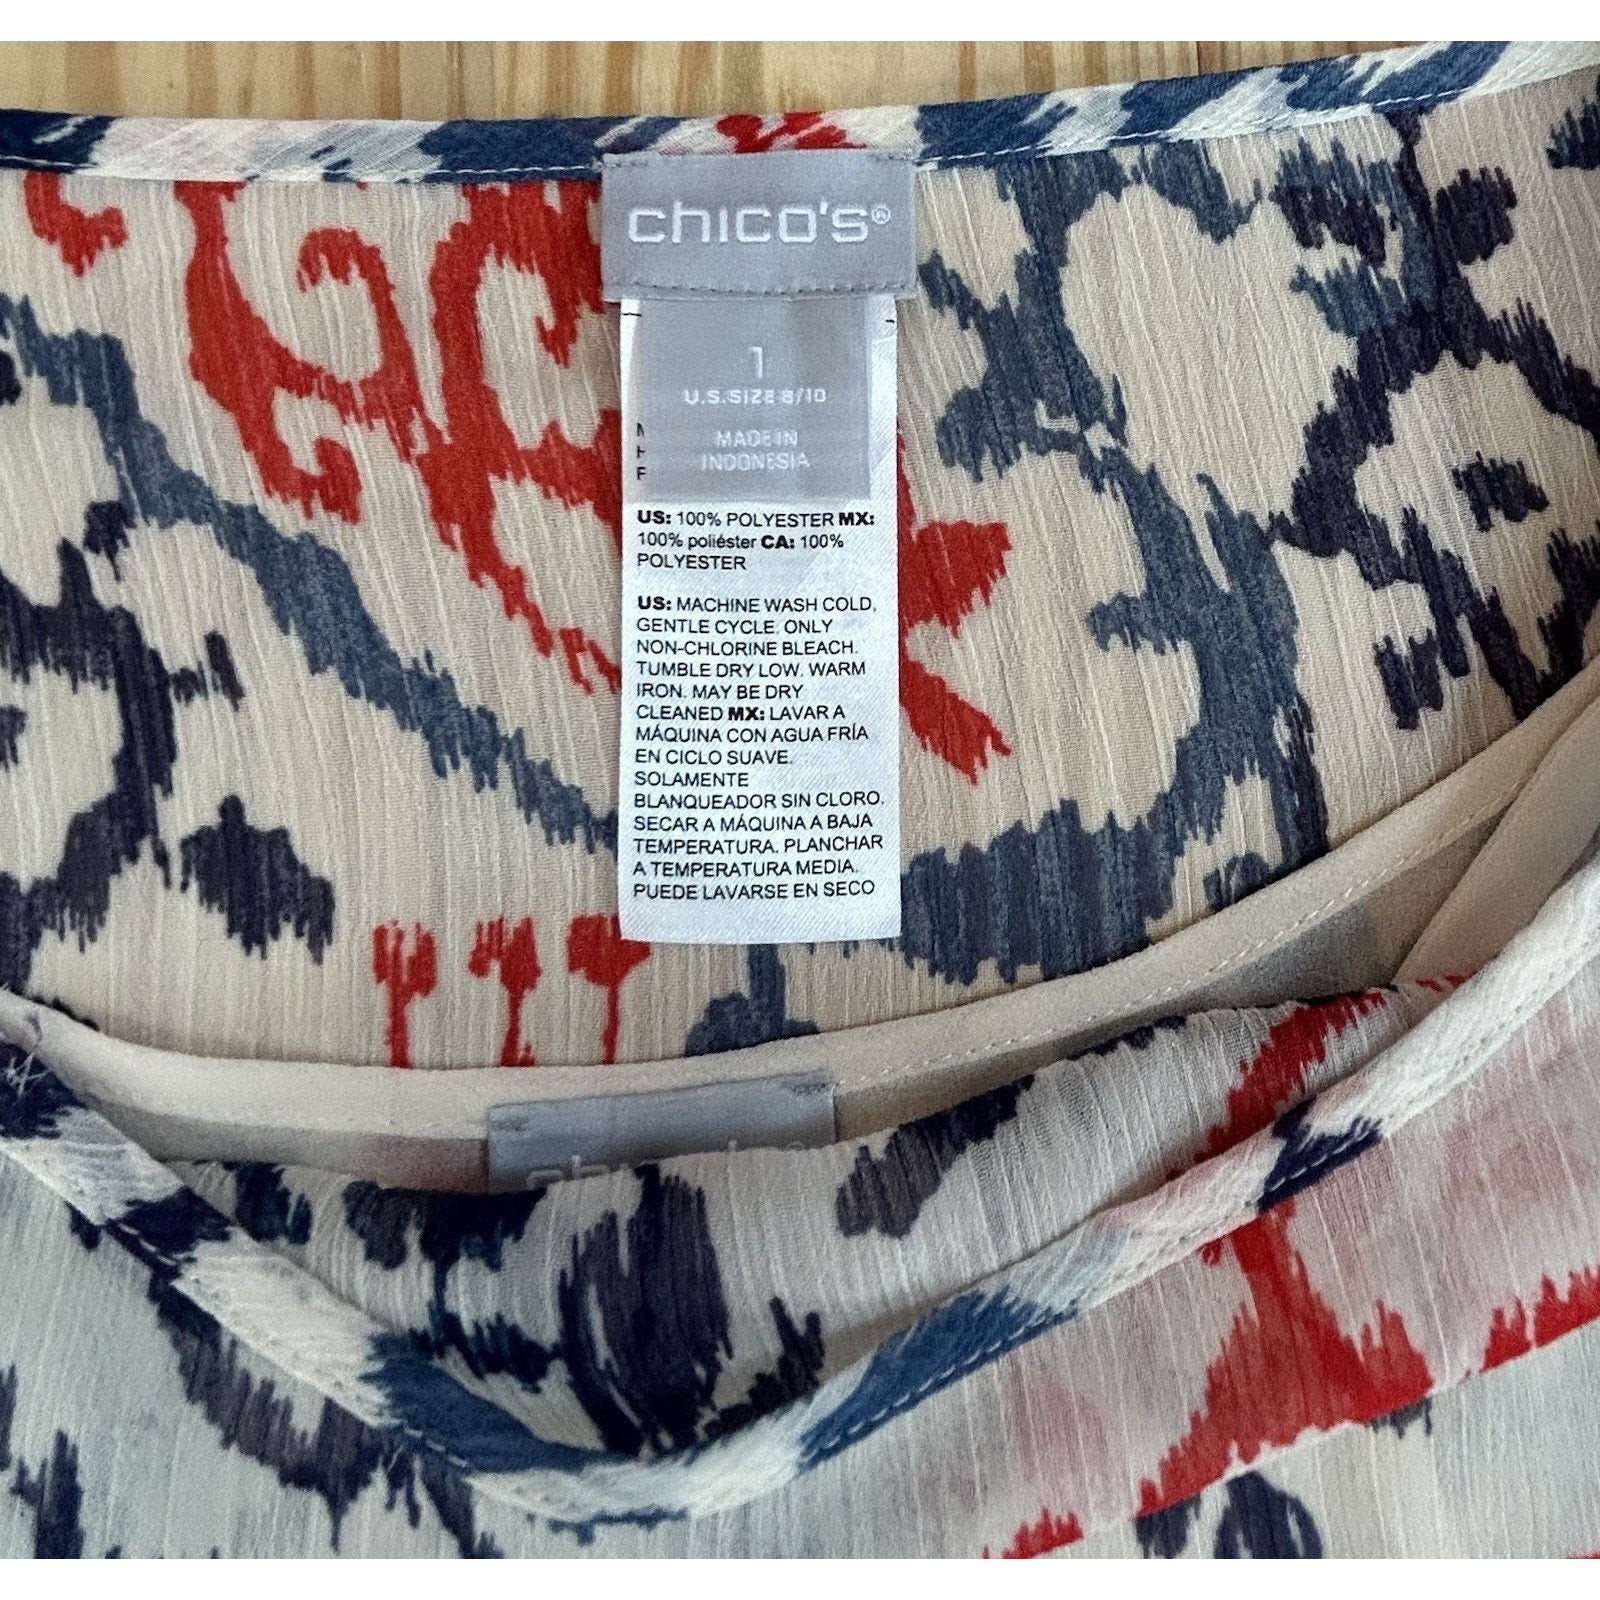 chico's®
1
U.S.SIZE 8/10
MADE IN
INDONESIA
US: 100% POLYESTER MX:
100% poliéster CA: 100%
POLYESTER
US: MACHINE WASH COLD,
GENTLE CYCLE. ONLY
NON-CHLORINE BLEACH.
TUMBLE DRY LOW. WARM
IRON. MAY BE DRY
CLEANED MX: LAVAR A
MÁQUINA CON AGUA FRÍA
EN CICLO SUAVE.
SOLAMENTE
BLANQUEADOR SIN CLORO.
SECAR A MÁQUINA A BAJA
TEMPERATURA. PLANCHAR
A TEMPERATURA MEDIA.
PUEDE LAVARSE EN SECO